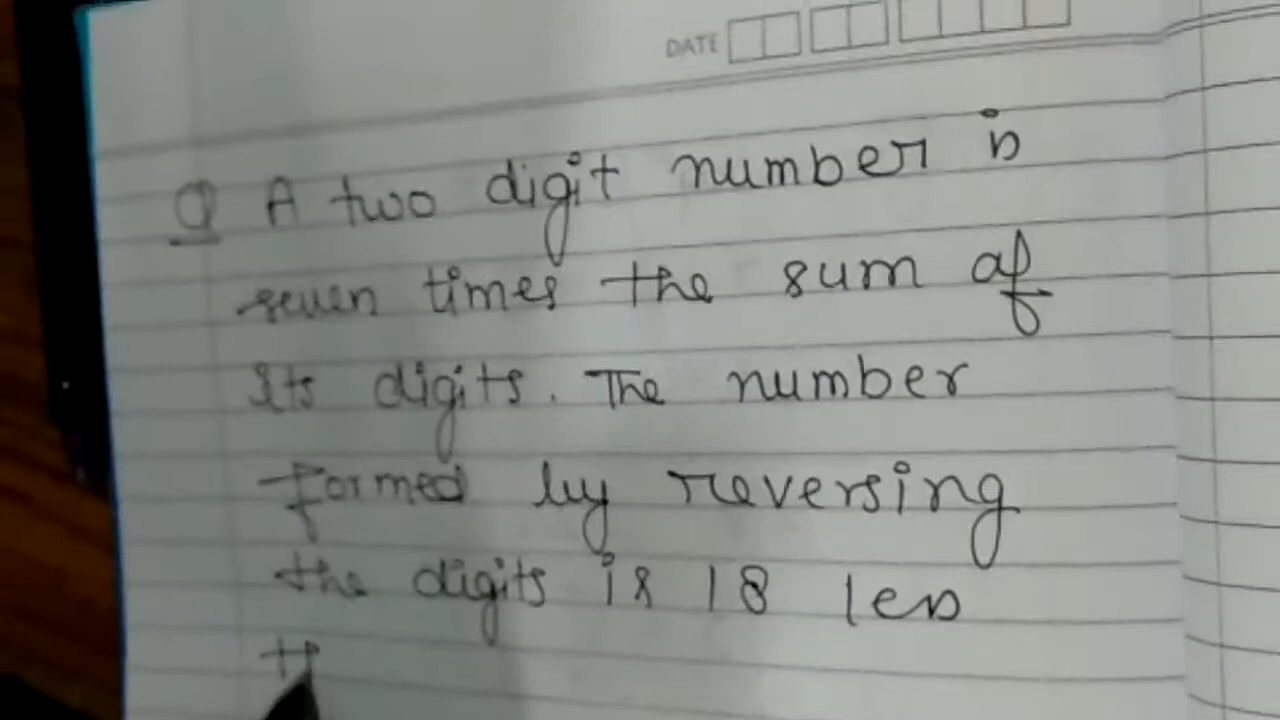 DATE
Q A two digit number is
seven times the sum of
Its digits. The number
formed by reversing
the digits is 18 less
th